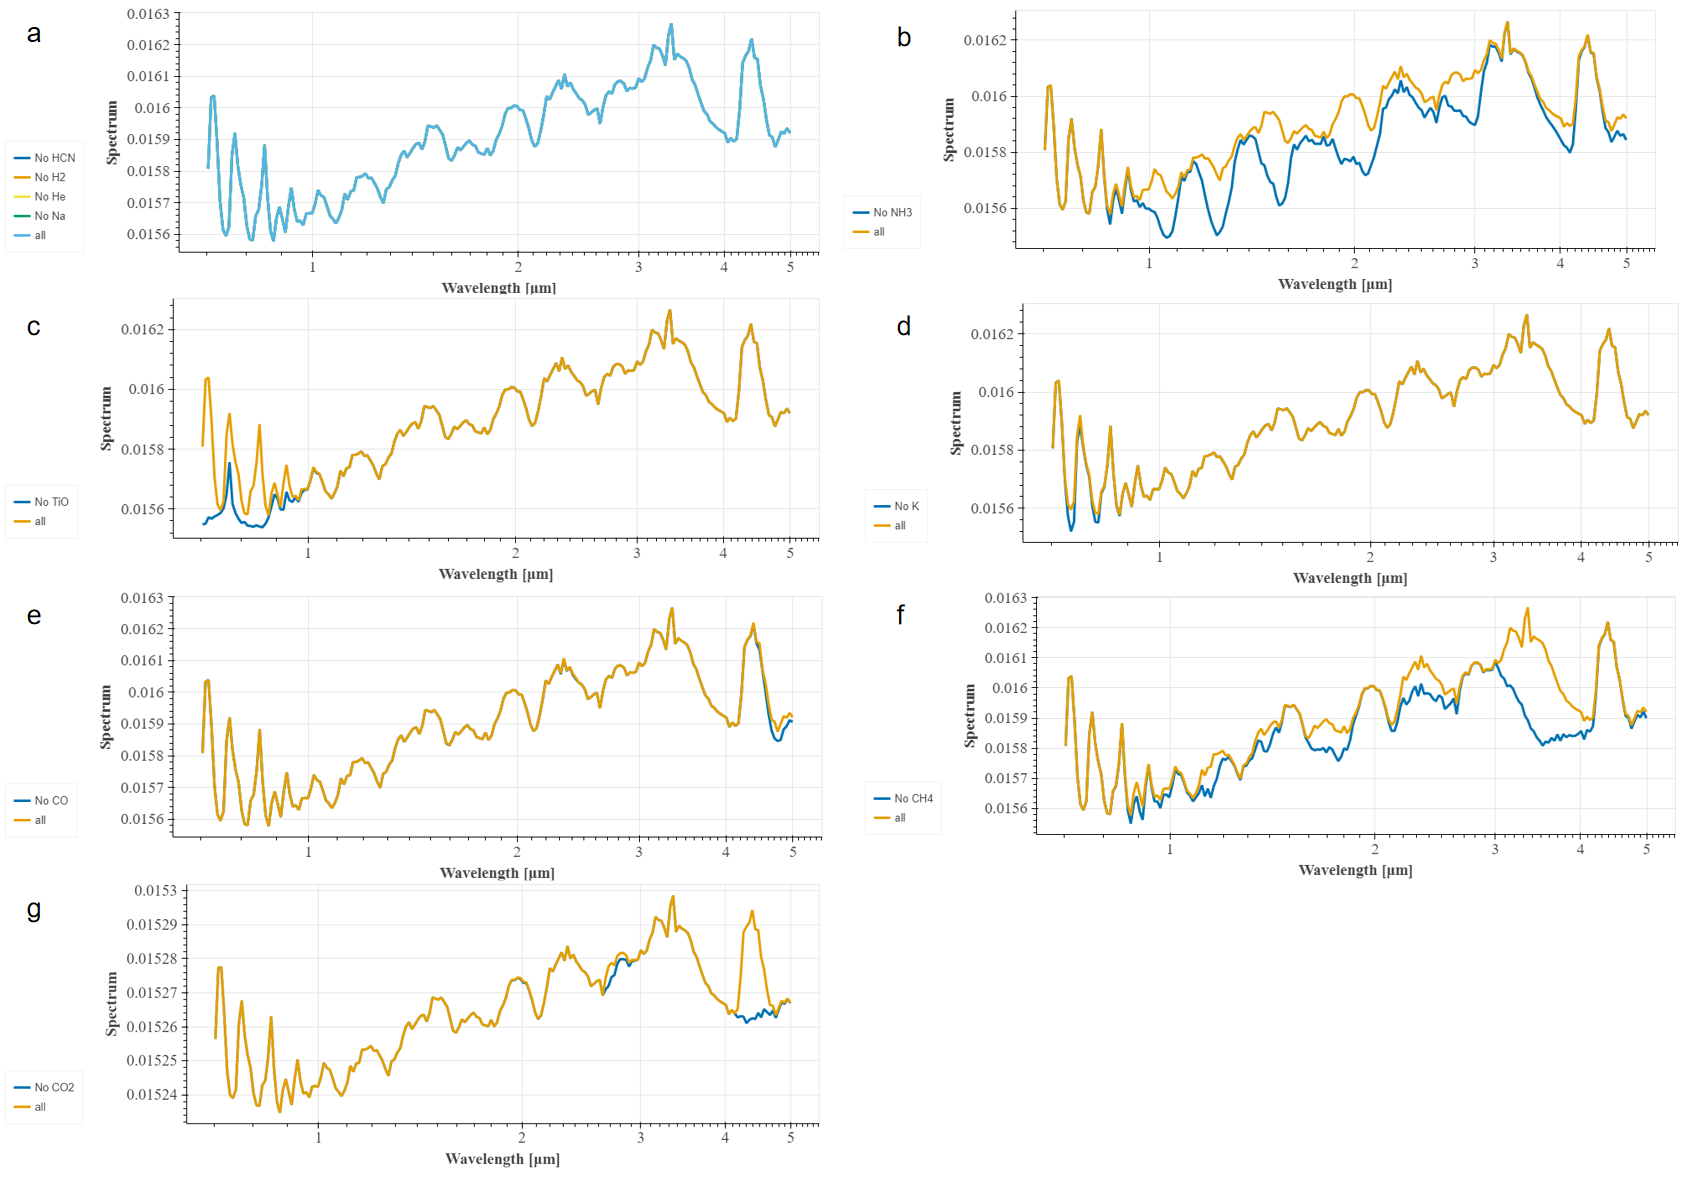 a
0.0163
0.0162
0.0161
0.016
0.0159
0.0158
0.0157
0.0156
Spectrum
1
2
3
4
5
Wavelength [μm]
No HCN
No H2
No He
No Na
all
b
0.0162
0.016
0.0158
0.0156
Spectrum
1
2
3
4
5
Wavelength [μm]
No NH3
all
c
0.0162
0.016
0.0158
0.0156
Spectrum
1
2
3
4
5
Wavelength [μm]
No TiO
all
d
0.0162
0.016
0.0158
0.0156
Spectrum
1
2
3
4
5
Wavelength [μm]
No K
all
e
0.0163
0.0162
0.0161
0.016
0.0159
0.0158
0.0157
0.0156
Spectrum
1
2
3
4
5
Wavelength [μm]
No CO
all
f
0.0163
0.0162
0.0161
0.016
0.0159
0.0158
0.0157
0.0156
Spectrum
1
2
3
4
5
Wavelength [μm]
No CH4
all
g
0.0153
0.01529
0.01528
0.01527
0.01526
0.01525
0.01524
Spectrum
1
2
3
4
5
Wavelength [μm]
No CO2
all